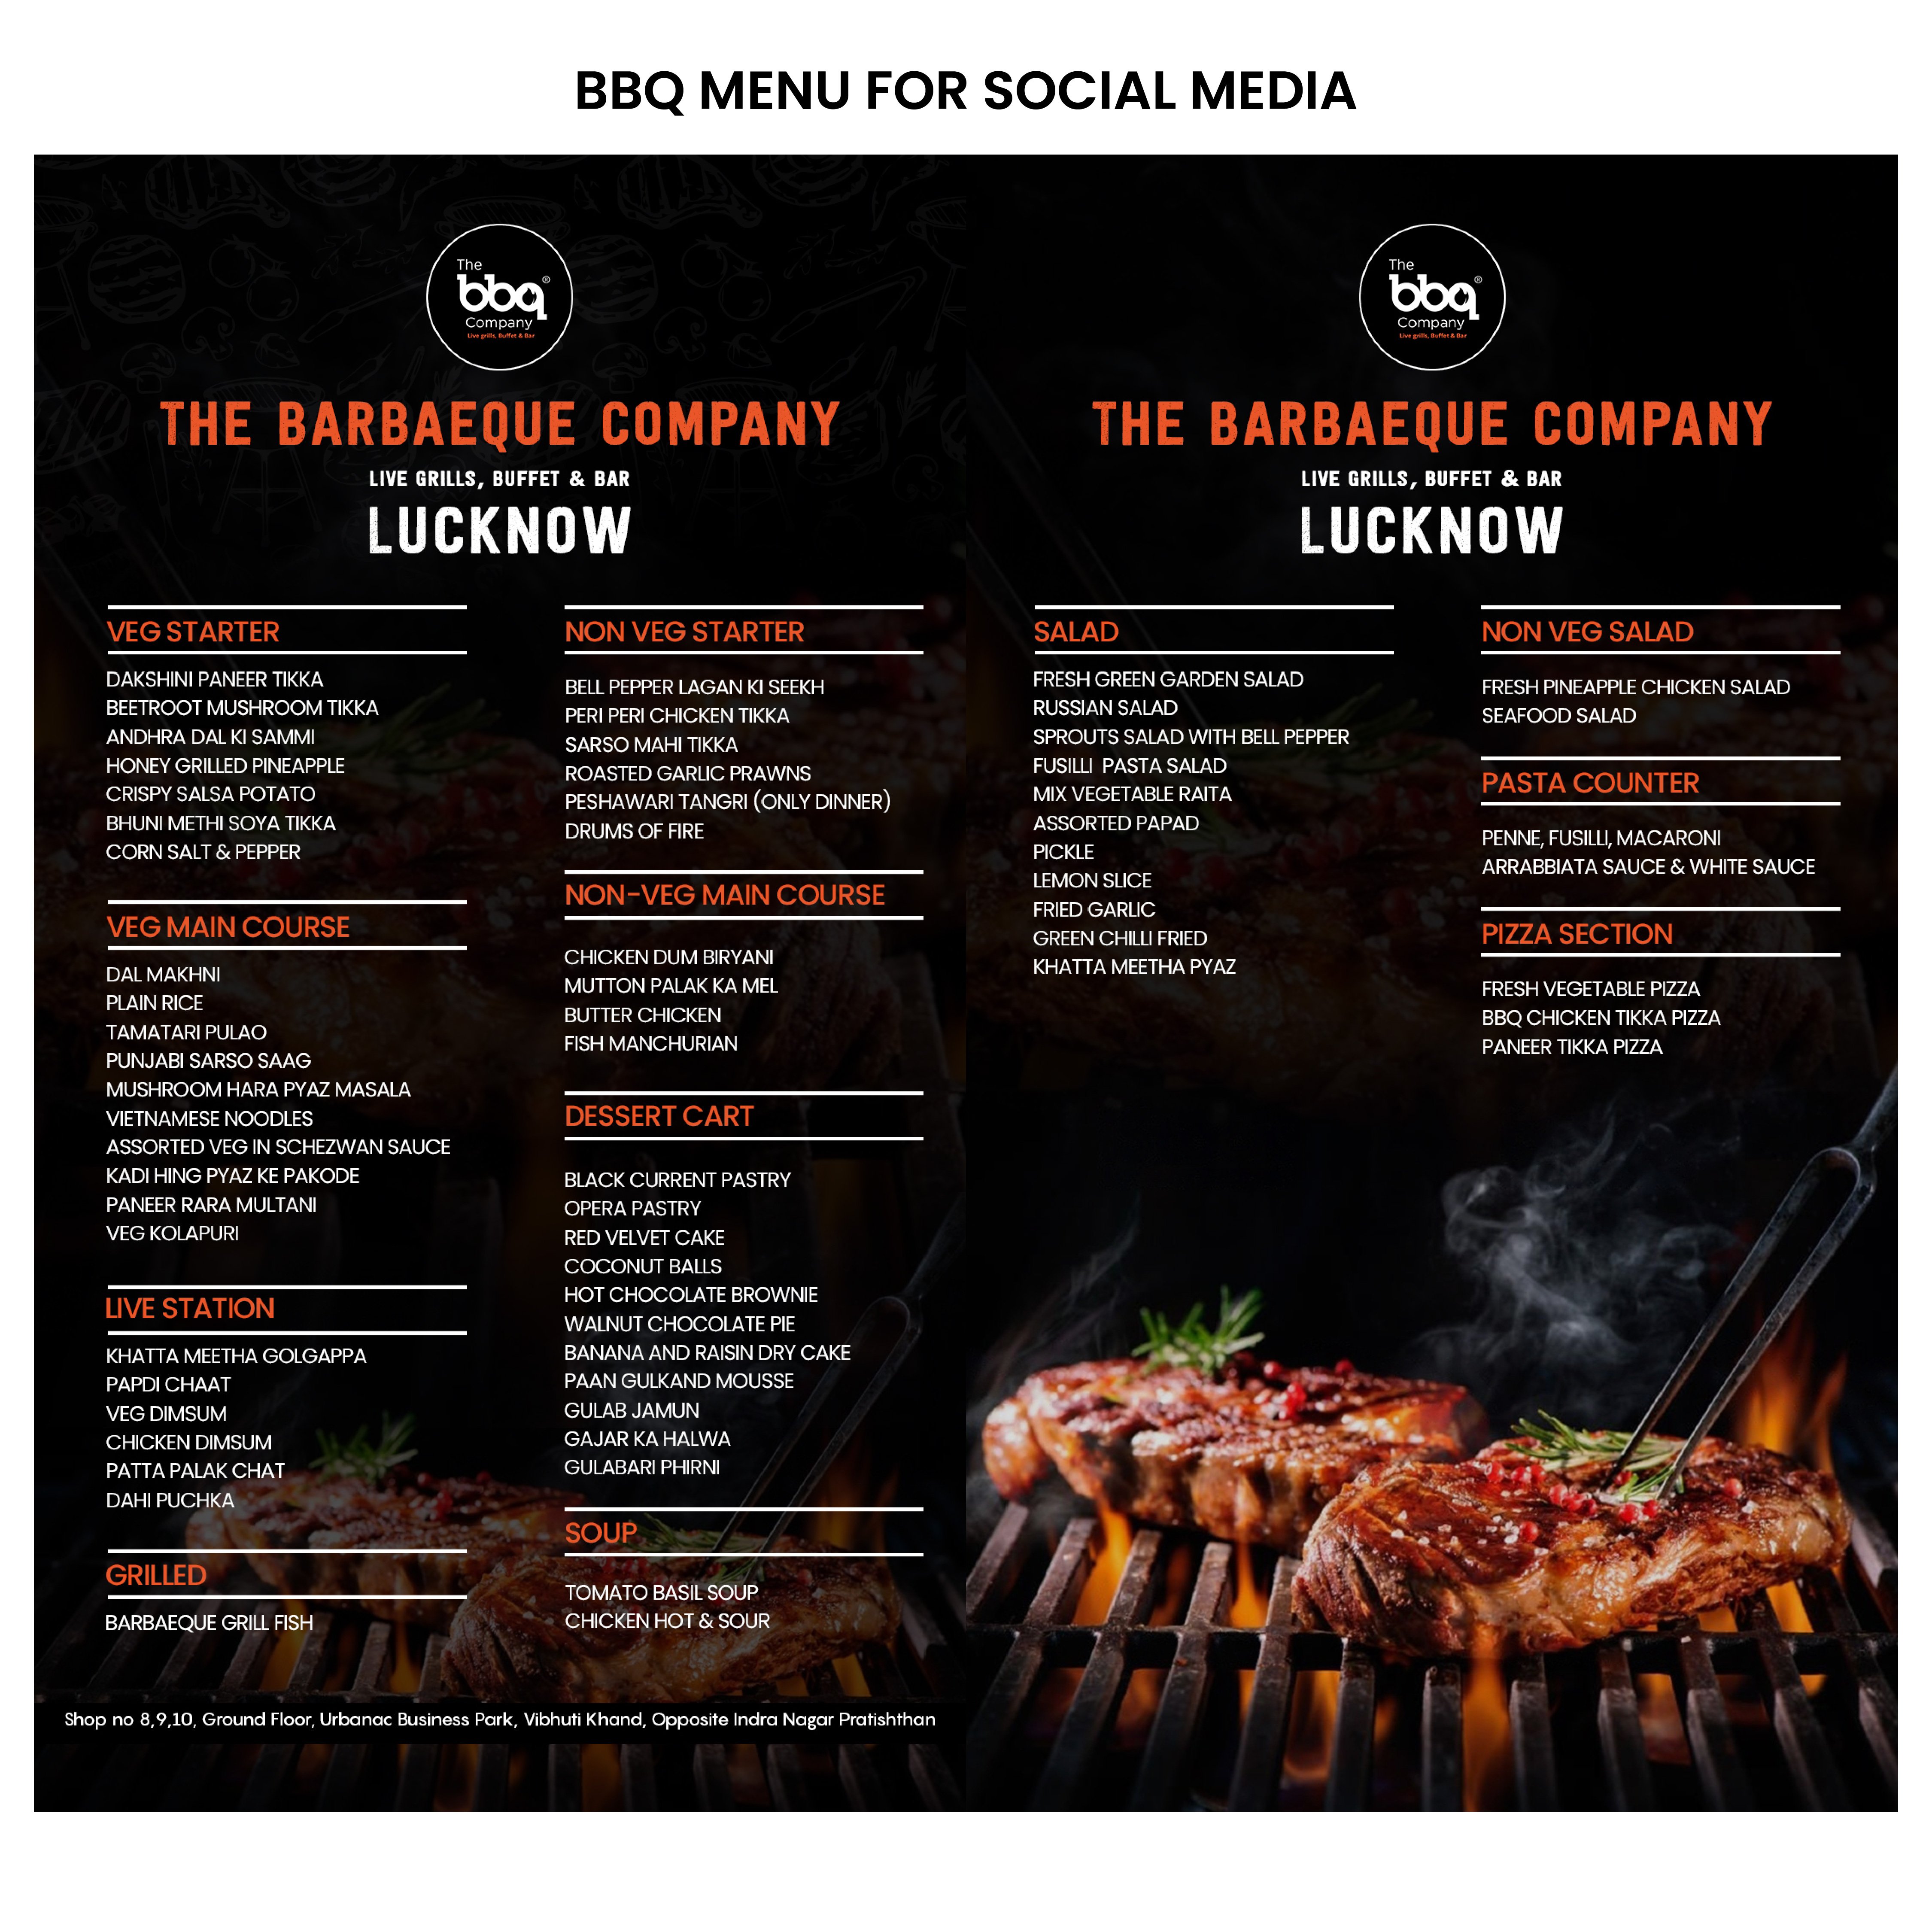 BBQ MENU FOR SOCIAL MEDIA
The
bbq®
Company
Live grills, Buffet & Bar
THE BARBAEQUE COMPANY
LIVE GRILLS, BUFFET & BAR
LUCKNOW
VEG STARTER
DAKSHINI PANEER TIKKA
BEETROOT MUSHROOM TIKKA
ANDHRA DAL KI SAMMI
HONEY GRILLED PINEAPPLE
CRISPY SALSA POTATO
BHUNI METHI SOYA TIKKA
CORN SALT & PEPPER
VEG MAIN COURSE
DAL MAKHNI
PLAIN RICE
TAMATARI PULAO
PUNJABI SARSO SAAG
MUSHROOM HARA PYAZ MASALA
VIETNAMESE NOODLES
ASSORTED VEG IN SCHEZWAN SAUCE
KADI HING PYAZ KE PAKODE
PANEER RARA MULTANI
VEG KOLAPURI
LIVE STATION
KHATTA MEETHA GOLGAPPA
PAPDI CHAAT
VEG DIMSUM
CHICKEN DIMSUM
PATTA PALAK CHAT
DAHI PUCHKA
GRILLED
BARBAEQUE GRILL FISH
NON VEG STARTER
BELL PEPPER LAGAN KI SEEKH
PERI PERI CHICKEN TIKKA
SARSO MAHI TIKKA
ROASTED GARLIC PRAWNS
PESHAWARI TANGRI (ONLY DINNER)
DRUMS OF FIRE
NON-VEG MAIN COURSE
CHICKEN DUM BIRYANI
MUTTON PALAK KA MEL
BUTTER CHICKEN
FISH MANCHURIAN
DESSERT CART
BLACK CURRENT PASTRY
OPERA PASTRY
RED VELVET CAKE
COCONUT BALLS
HOT CHOCOLATE BROWNIE
WALNUT CHOCOLATE PIE
BANANA AND RAISIN DRY CAKE
PAAN GULKAND MOUSSE
GULAB JAMUN
GAJAR KA HALWA
GULABARI PHIRNI
SOUP
TOMATO BASIL SOUP
CHICKEN HOT & SOUR
Shop no 8,9,10, Ground Floor, Urbanac Business Park, Vibhuti Khand, Opposite Indra Nagar Pratishthan
The
bbq®
Company
Live grills, Buffet & Bar
THE BARBAEQUE COMPANY
LIVE GRILLS, BUFFET & BAR
LUCKNOW
SALAD
FRESH GREEN GARDEN SALAD
RUSSIAN SALAD
SPROUTS SALAD WITH BELL PEPPER
FUSILLI PASTA SALAD
MIX VEGETABLE RAITA
ASSORTED PAPAD
PICKLE
LEMON SLICE
FRIED GARLIC
GREEN CHILLI FRIED
KHATTA MEETHA PYAZ
NON VEG SALAD
FRESH PINEAPPLE CHICKEN SALAD
SEAFOOD SALAD
PASTA COUNTER
PENNE, FUSILLI, MACARONI
ARRABBIATA SAUCE & WHITE SAUCE
PIZZA SECTION
FRESH VEGETABLE PIZZA
BBQ CHICKEN TIKKA PIZZA
PANEER TIKKA PIZZA